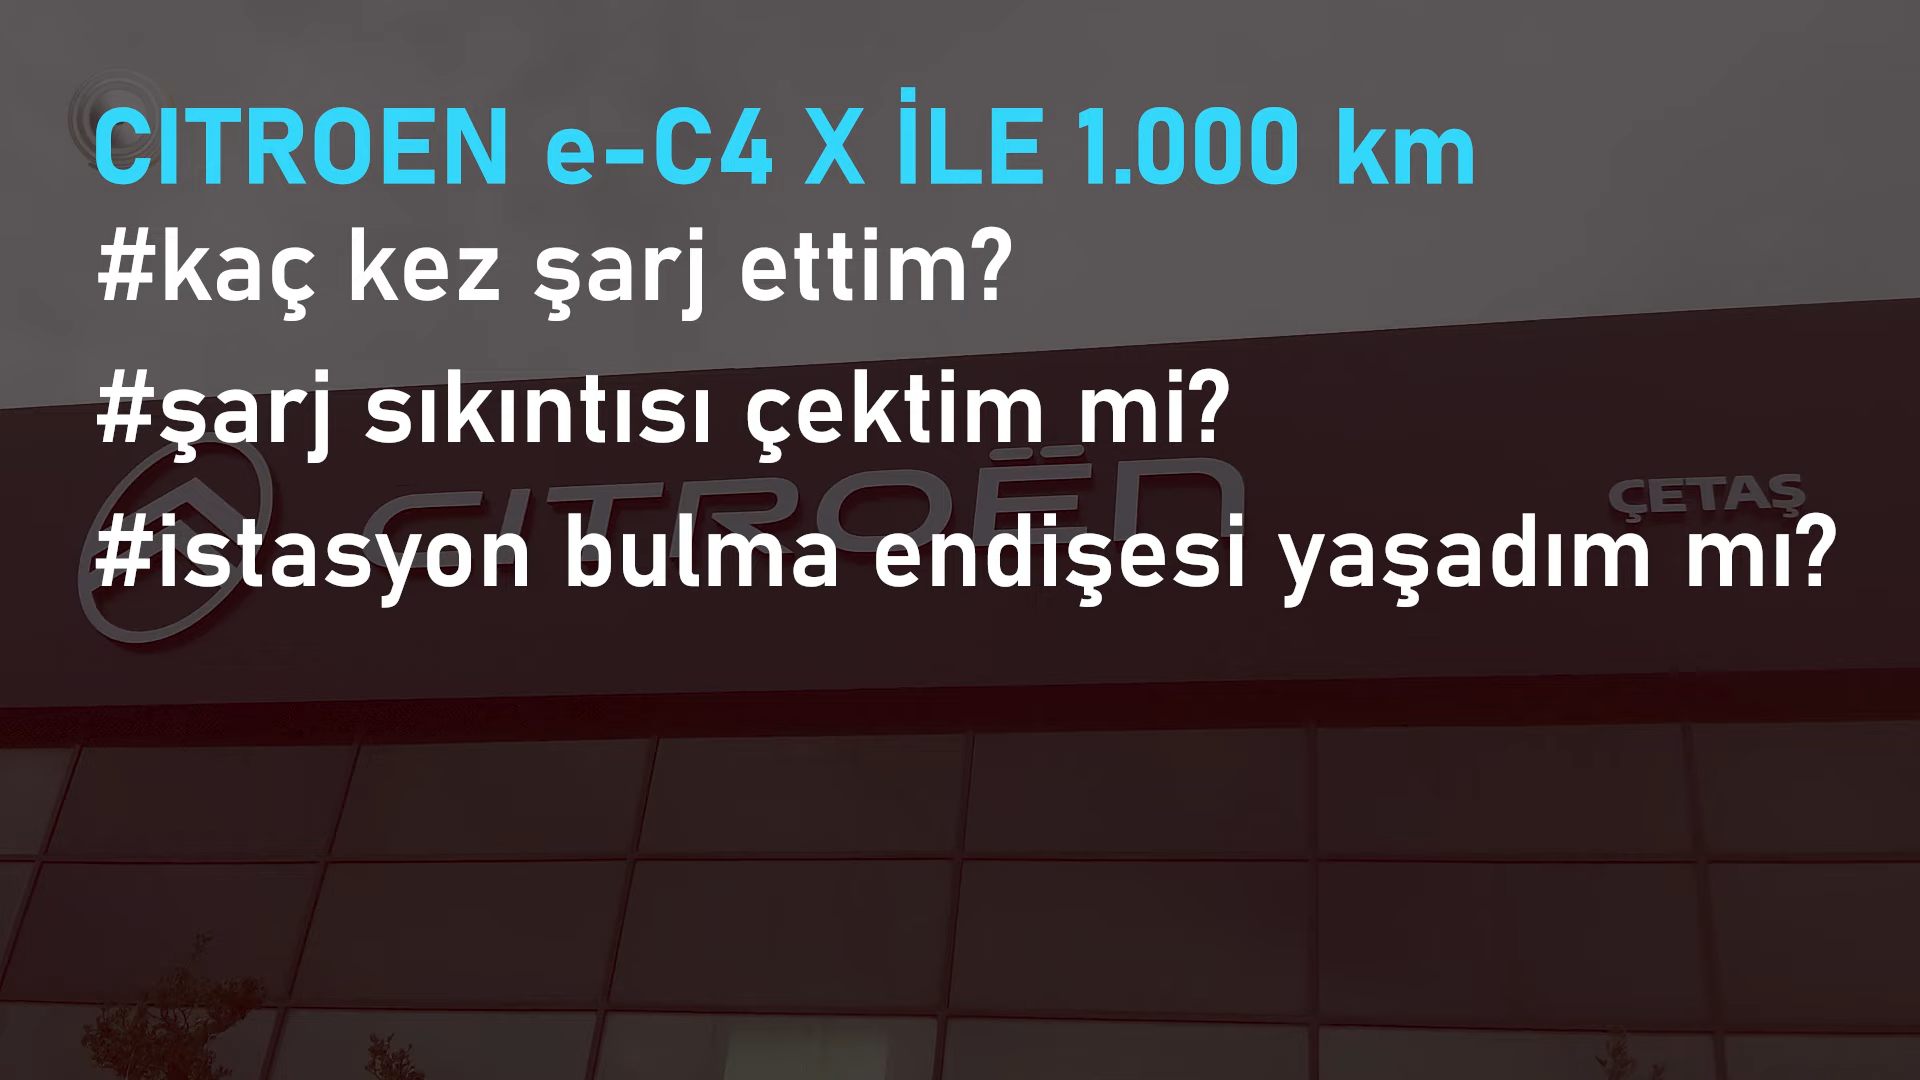 CITROEN e-C4 X İLE 1.000 km
#kaç kez şarj ettim?
#şarj sıkıntısı çektim mi?
CITROËN
ÇETAŞ
#istasyon bulma endişesi yaşadım mı?